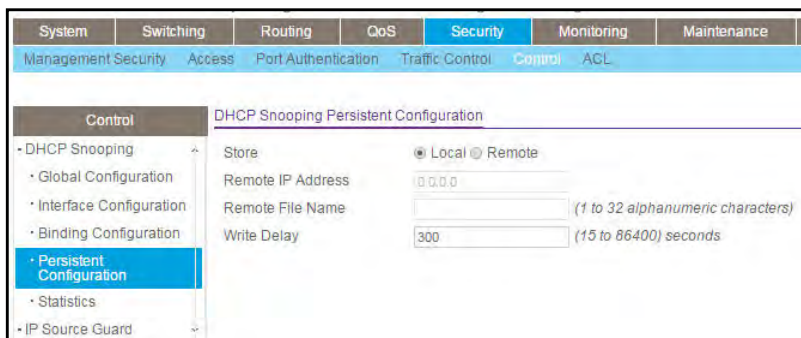 System Switching Routing QoS Security Monitoring Maintenance
Management Security Access Port Authentication Traffic Control Control ACL
Control
DHCP Snooping
Global Configuration
Interface Configuration
Binding Configuration
Persistent
Configuration
Statistics
IP Source Guard
DHCP Snooping Persistent Configuration
Store Local Remote
Remote IP Address 0.0.0.0
Remote File Name (1 to 32 alphanumeric characters)
Write Delay 300 (15 to 86400) seconds